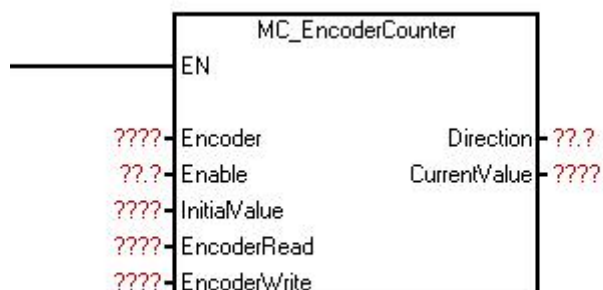 MC_EncoderCounter
EN
???? Encoder Direction ??.?
??.? Enable CurrentValue ????
???? InitialValue
???? EncoderRead
???? EncoderWrite